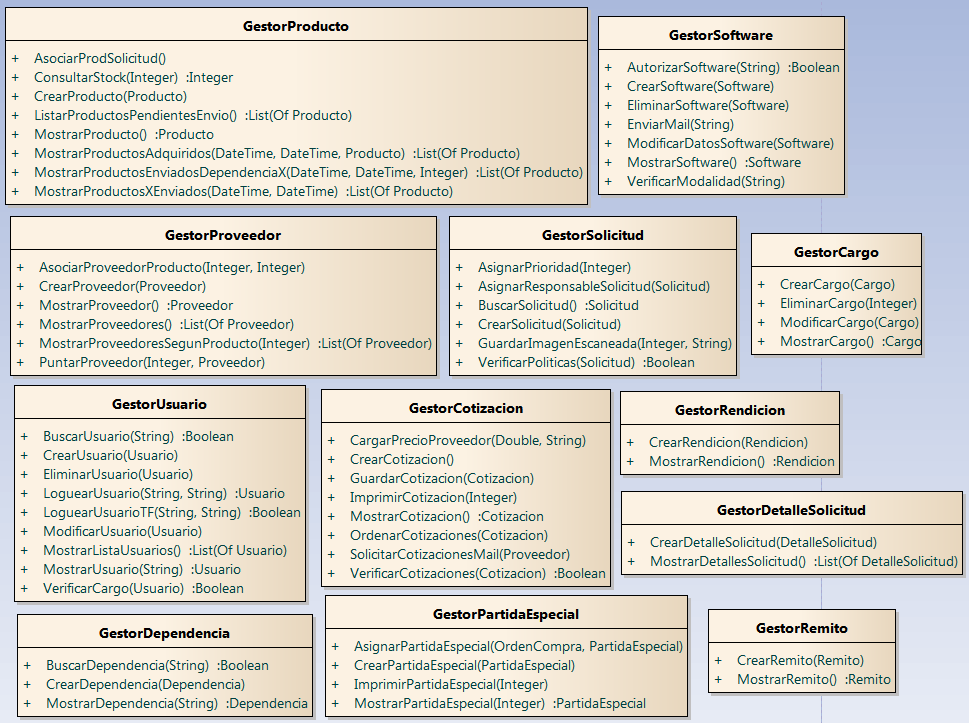 GestorProducto
+ AsociarProdSolicitud()
+ ConsultarStock(Integer) :Integer
+ CrearProducto(Producto)
+ ListarProductosPendientesEnvio() :List(Of Producto)
+ MostrarProducto() :Producto
+ MostrarProductosAdquiridos(DateTime, DateTime, Producto) :List(Of Producto)
+ MostrarProductosEnviadosDependenciaX(DateTime, DateTime, Integer) :List(Of Producto)
+ MostrarProductosXEnviados(DateTime, DateTime) :List(Of Producto)
GestorSoftware
+ AutorizarSoftware(String) :Boolean
+ CrearSoftware(Software)
+ EliminarSoftware(Software)
+ EnviarMail(String)
+ ModificarDatosSoftware(Software)
+ MostrarSoftware() :Software
+ VerificarModalidad(String)
GestorProveedor
+ AsociarProveedorProducto(Integer, Integer)
+ CrearProveedor(Proveedor)
+ MostrarProveedor() :Proveedor
+ MostrarProveedores() :List(Of Proveedor)
+ MostrarProveedoresSegunProducto(Integer) :List(Of Proveedor)
+ PuntarProveedor(Integer, Proveedor)
GestorSolicitud
+ AsignarPrioridad(Integer)
+ AsignarResponsableSolicitud(Solicitud)
+ BuscarSolicitud() :Solicitud
+ CrearSolicitud(Solicitud)
+ GuardarImagenEscaneada(Integer, String)
+ VerificarPoliticas(Solicitud) :Boolean
GestorCargo
+ CrearCargo(Cargo)
+ EliminarCargo(Integer)
+ ModificarCargo(Cargo)
+ MostrarCargo() :Cargo
GestorUsuario
+ BuscarUsuario(String) :Boolean
+ CrearUsuario(Usuario)
+ EliminarUsuario(Usuario)
+ LoguearUsuario(String, String) :Usuario
+ LoguearUsuarioTF(String, String) :Boolean
+ ModificarUsuario(Usuario)
+ MostrarListaUsuarios() :List(Of Usuario)
+ MostrarUsuario(String) :Usuario
+ VerificarCargo(Usuario) :Boolean
GestorCotizacion
+ CargarPrecioProveedor(Double, String)
+ CrearCotizacion()
+ GuardarCotizacion(Cotizacion)
+ ImprimirCotizacion(Integer)
+ MostrarCotizacion() :Cotizacion
+ OrdenarCotizaciones(Cotizacion)
+ SolicitarCotizacionesMail(Proveedor)
+ VerificarCotizaciones(Cotizacion) :Boolean
GestorRendicion
+ CrearRendicion(Rendicion)
+ MostrarRendicion() :Rendicion
GestorDetalleSolicitud
+ CrearDetalleSolicitud(DetalleSolicitud)
+ MostrarDetallesSolicitud() :List(Of DetalleSolicitud)
GestorDependencia
+ BuscarDependencia(String) :Boolean
+ CrearDependencia(Dependencia)
+ MostrarDependencia(String) :Dependencia
GestorPartidaEspecial
+ AsignarPartidaEspecial(OrdenCompra, PartidaEspecial)
+ CrearPartidaEspecial(PartidaEspecial)
+ ImprimirPartidaEspecial(Integer)
+ MostrarPartidaEspecial(Integer) :PartidaEspecial
GestorRemito
+ CrearRemito(Remito)
+ MostrarRemito() :Remito